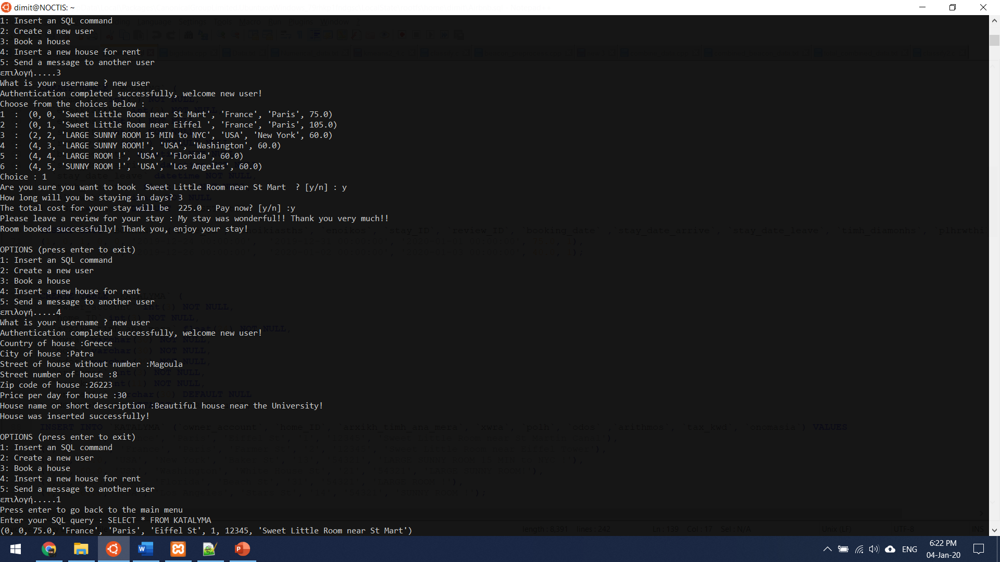 dimit@NOCTIS: ~
1: Insert an SQL command
2: Create a new user
3: Book a house
4: Insert a new house for rent
5: Send a message to another user
επιλογή.....3
What is your username ? new user
Authentication completed successfully, welcome new user!
Choose from the choices below :
1  :  (0, 0, 'Sweet Little Room near St Mart', 'France', 'Paris', 75.0)
2  :  (0, 1, 'Sweet Little Room near Eiffel ', 'France', 'Paris', 105.0)
3  :  (2, 2, 'LARGE SUNNY ROOM 15 MIN to NYC', 'USA', 'New York', 60.0)
4  :  (4, 3, 'LARGE SUNNY ROOM!', 'USA', 'Washington', 60.0)
5  :  (4, 4, 'LARGE ROOM !', 'USA', 'Florida', 60.0)
6  :  (4, 5, 'SUNNY ROOM !', 'USA', 'Los Angeles', 60.0)
Choice : 1
Are you sure you want to book  Sweet Little Room near St Mart  ? [y/n] : y
How long will you be staying in days? 3
The total cost for your stay will be  225.0 . Pay now? [y/n] :y
Please leave a review for your stay : My stay was wonderful!! Thank you very much!!
Room booked successfully! Thank you, enjoy your stay!
OPTIONS (press enter to exit)
1: Insert an SQL command
2: Create a new user
3: Book a house
4: Insert a new house for rent
5: Send a message to another user
επιλογή.....4
What is your username ? new user
Authentication completed successfully, welcome new user!
Country of house :Greece
City of house :Patra
Street of house without number :Magoula
Street number of house :8
Zip code of house :26223
Price per day for house :30
House name or short description :Beautiful house near the University!
House was inserted successfully!
OPTIONS (press enter to exit)
1: Insert an SQL command
2: Create a new user
3: Book a house
4: Insert a new house for rent
5: Send a message to another user
επιλογή.....1
Press enter to go back to the main menu
Enter your SQL query : SELECT * FROM KATALYMA
(0, 0, 75.0, 'France', 'Paris', 'Eiffel St', 1, 12345, 'Sweet Little Room near St Mart')
ENG
6:22 PM
04-Jan-20